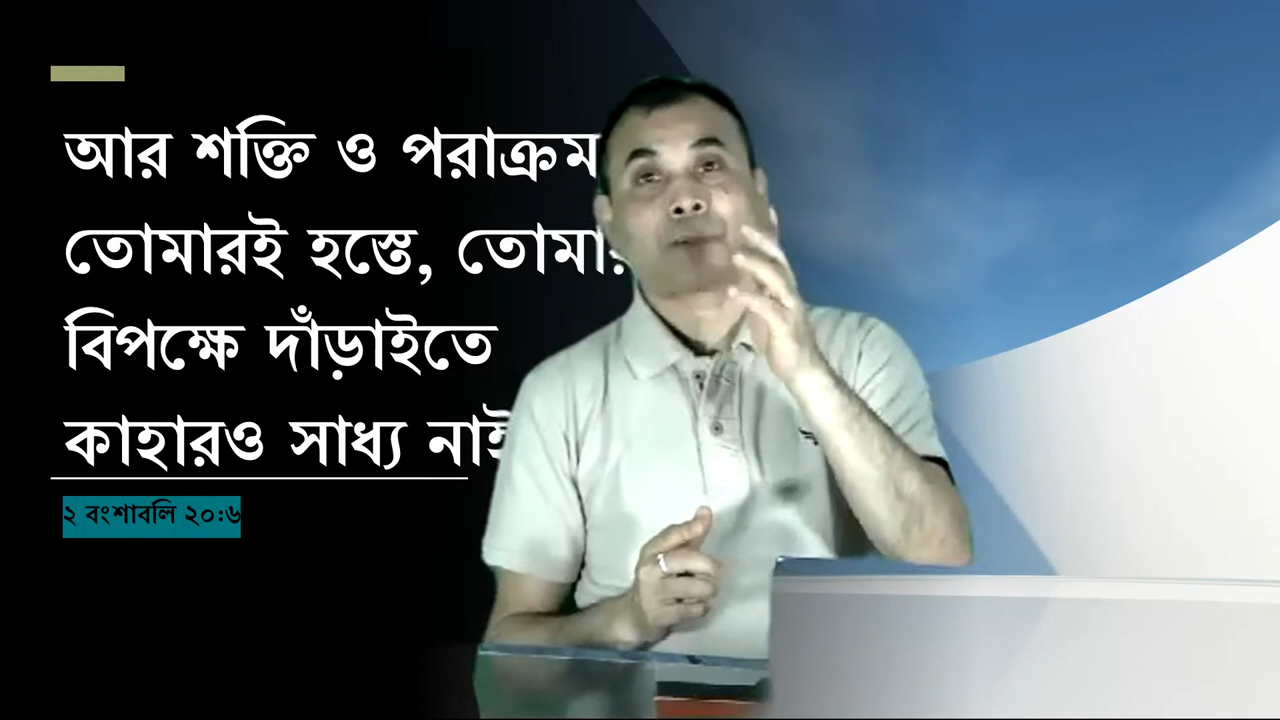 আর শক্তি ও পরাক্রম
তোমারই হস্তে,
বিপক্ষে দাঁড়াইতে
কাহারও সাধ্য
২ বংশাবলি ২০:৬